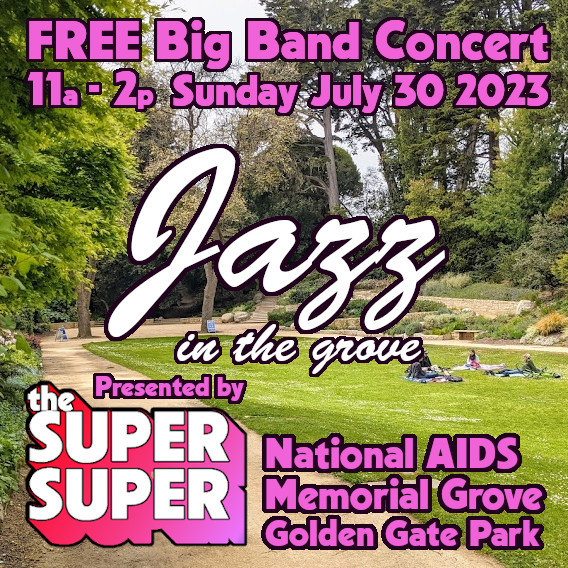 FREE Big Band Concert
11a - 2p Sunday July 30 2023
Jazz
in the grove
Presented by
the
SUPER
SUPER
National AIDS
Memorial Grove
Golden Gate Park